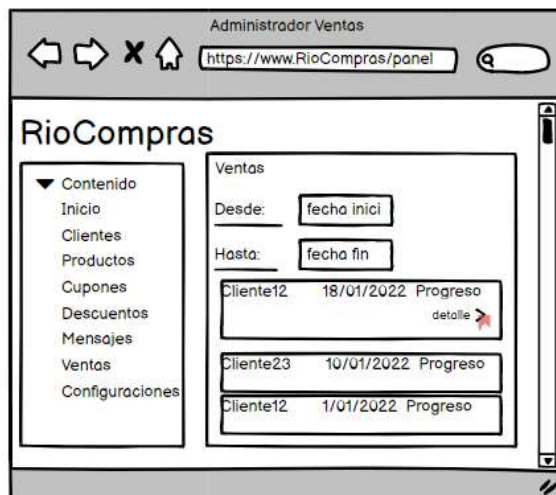 Administrador Ventas
https://www.RioCompras/panel
RioCompras
Contenido
Inicio
Clientes
Productos
Cupones
Descuentos
Mensajes
Ventas
Configuraciones
Ventas
Desde: fecha inici
Hasta: fecha fin
Cliente12 18/01/2022 Progreso
detalle >
Cliente23 10/01/2022 Progreso
Cliente12 1/01/2022 Progreso